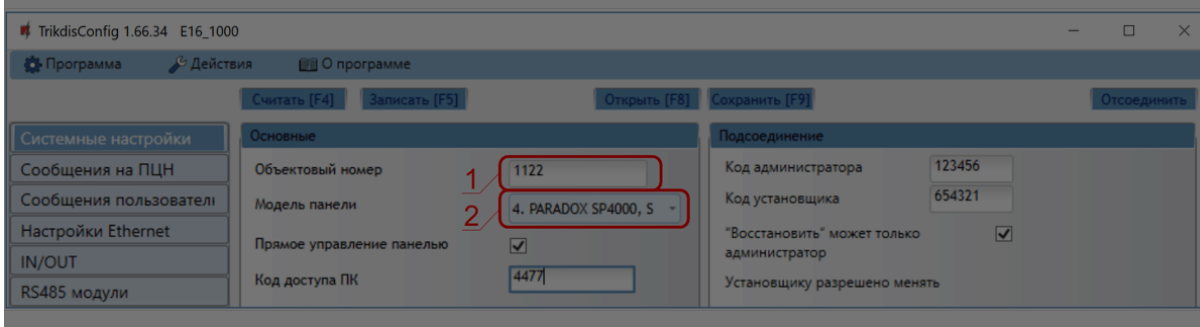 TrikdisConfig 1.66.34 E16_1000
Программа Действия О программе
Считать [F4] Записать [F5] Открыть [F8] Сохранить [F9] Отсоединить
Системные настройки
Сообщения на ПЦН
Сообщения пользовател
Настройки Ethernet
IN/OUT
RS485 модули
Основные
Объектовый номер 1 1122
Модель панели 2 4. PARADOX SP4000, S
Прямое управление панелью
Код доступа ПК 4477
Подсоединение
Код администратора 123456
Код установщика 654321
"Восстановить" может только
администратор
Установщику разрешено менять